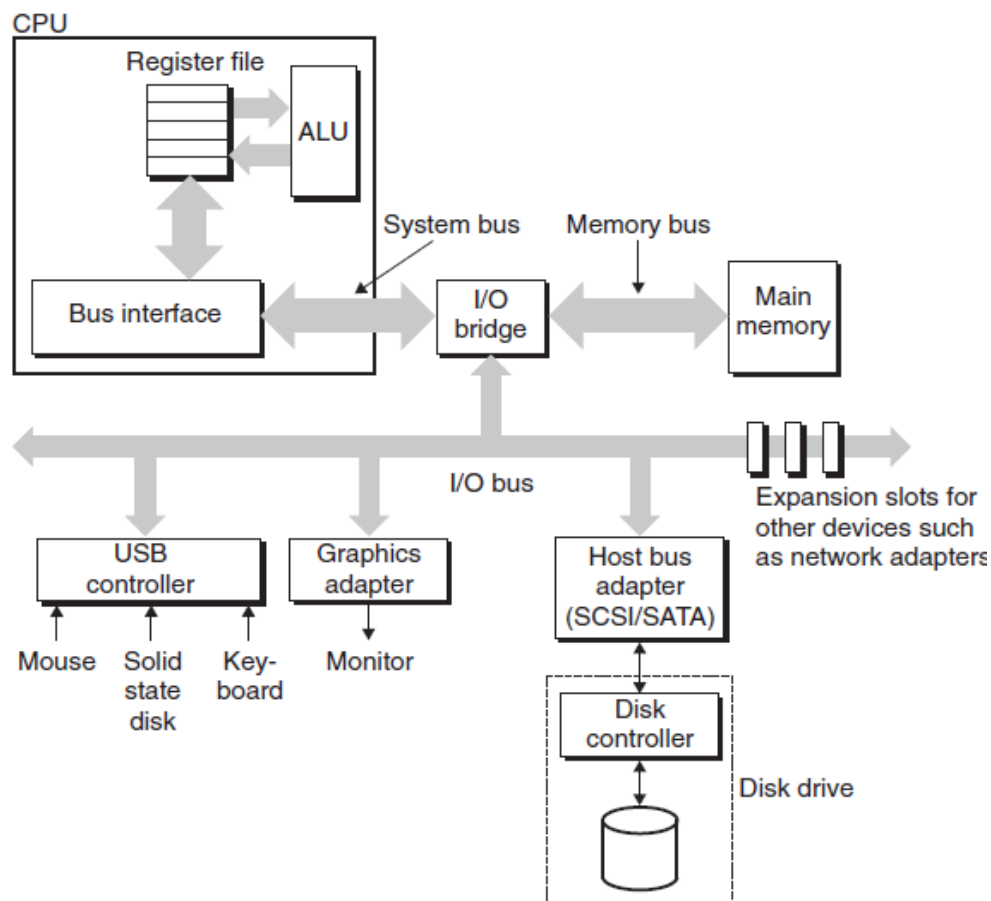 CPU
Register file
ALU
System bus
Memory bus
Bus interface
I/O
bridge
Main
memory
I/O bus
Expansion slots for
other devices such
as network adapters
USB
controller
Graphics
adapter
Host bus
adapter
(SCSI/SATA)
Mouse
Solid
state
disk
Key-
board
Monitor
Disk
controller
Disk drive